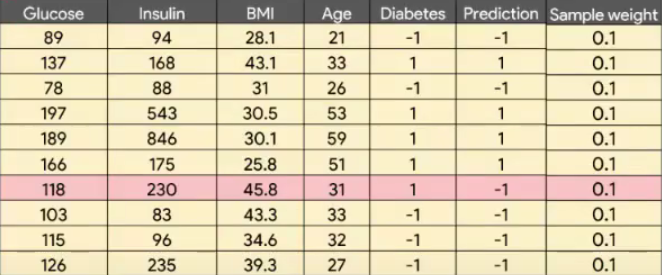 Glucose Insulin BMI Age Diabetes Prediction Sample weight
89 94 28.1 21 -1 -1 0.1
137 168 43.1 33 1 1 0.1
78 88 31 26 -1 -1 0.1
197 543 30.5 53 1 1 0.1
189 846 30.1 59 1 1 0.1
166 175 25.8 51 1 1 0.1
118 230 45.8 31 1 -1 0.1
103 83 43.3 33 -1 -1 0.1
115 96 34.6 32 -1 -1 0.1
126 235 39.3 27 -1 -1 0.1